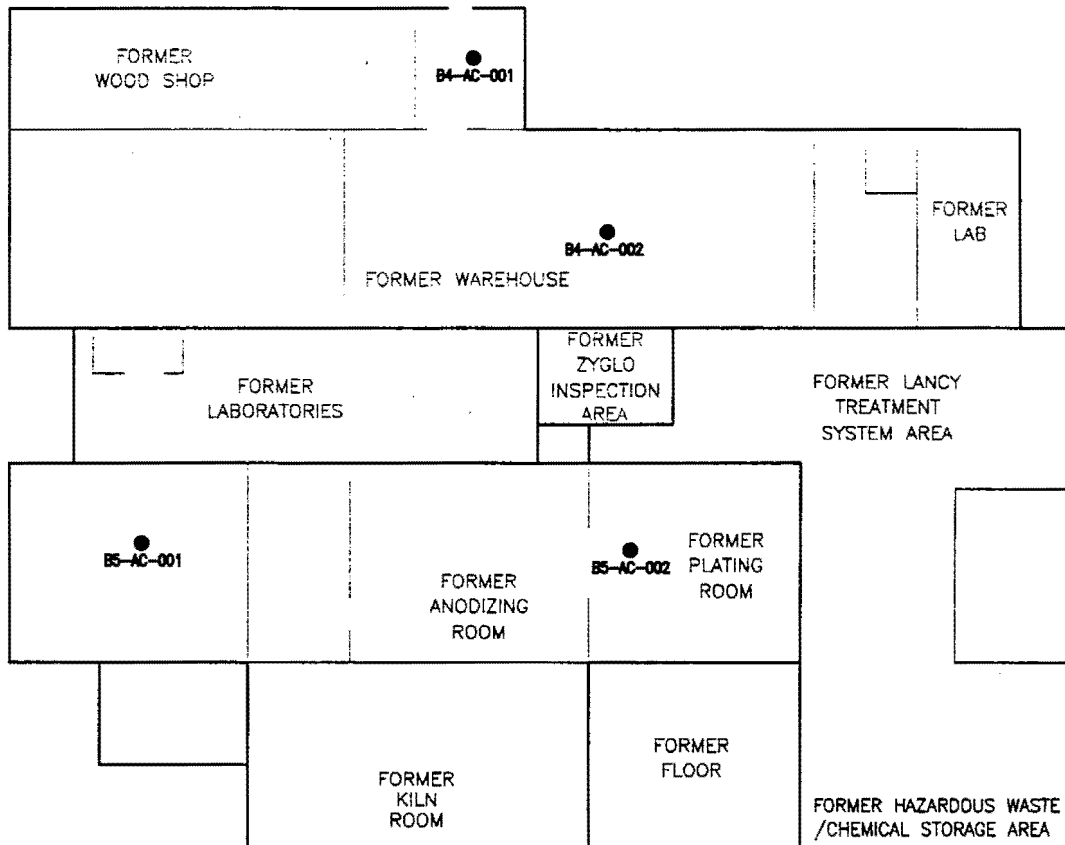 FORMER
WOOD SHOP
B4-AC-001
FORMER
LAB
B4-AC-002
FORMER WAREHOUSE
FORMER
LABORATORIES
FORMER
ZYGLO
INSPECTION
AREA
FORMER LANCY
TREATMENT
SYSTEM AREA
B5-AC-001
FORMER
ANODIZING
ROOM
B5-AC-002
FORMER
PLATING
ROOM
FORMER
KILN
ROOM
FORMER
FLOOR
FORMER HAZARDOUS WASTE
/CHEMICAL STORAGE AREA